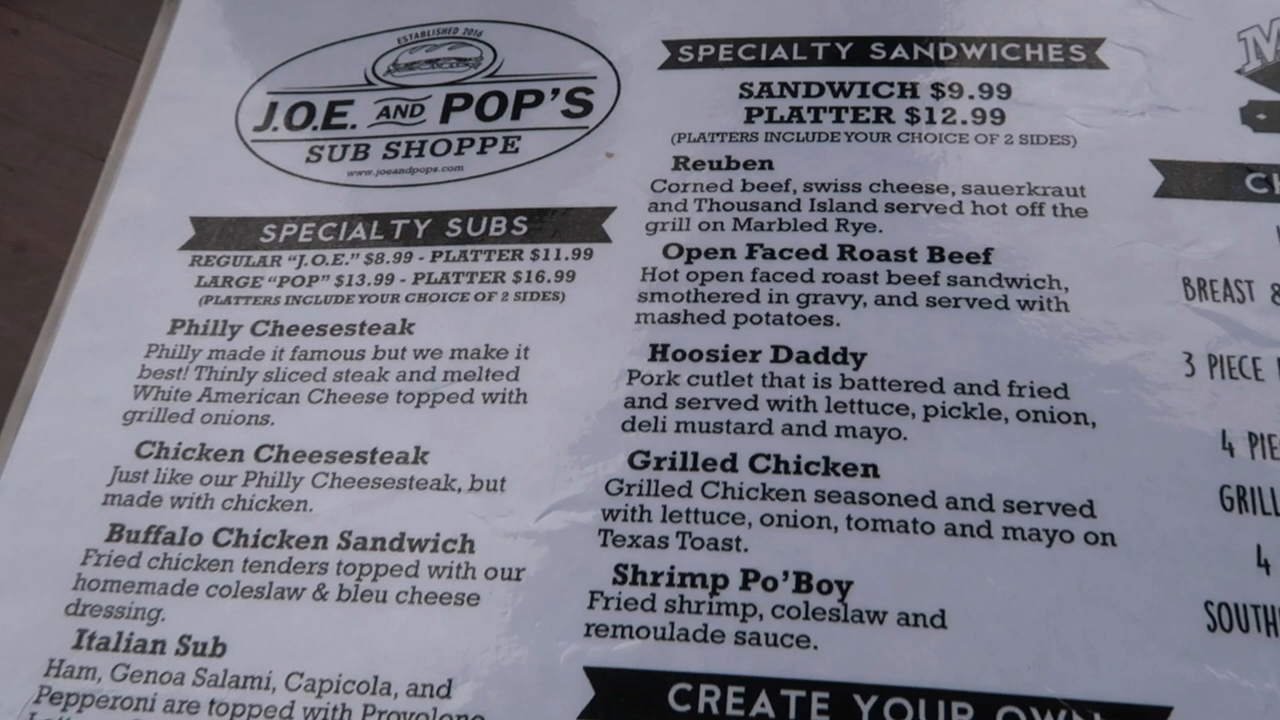 ESTABLISHED 2016
J.O.E. AND POP'S
SUB SHOPPE
www.joeandpops.com
SPECIALTY SUBS
REGULAR "J.O.E." $8.99 - PLATTER $11.99
LARGE "POP" $13.99 - PLATTER $16.99
(PLATTERS INCLUDE YOUR CHOICE OF 2 SIDES)
Philly Cheesesteak
Philly made it famous but we make it
best! Thinly sliced steak and melted
White American Cheese topped with
grilled onions.
Chicken Cheesesteak
Just like our Philly Cheesesteak, but
made with chicken.
Buffalo Chicken Sandwich
Fried chicken tenders topped with our
homemade coleslaw & bleu cheese
dressing.
Italian Sub
Ham, Genoa Salami, Capicola, and
Pepperoni are topped with Provolone
SPECIALTY SANDWICHES
SANDWICH $9.99
PLATTER $12.99
(PLATTERS INCLUDE YOUR CHOICE OF 2 SIDES)
Reuben
Corned beef, swiss cheese, sauerkraut
and Thousand Island served hot off the
grill on Marbled Rye.
Open Faced Roast Beef
Hot open faced roast beef sandwich,
smothered in gravy, and served with
mashed potatoes.
Hoosier Daddy
Pork cutlet that is battered and fried
and served with lettuce, pickle, onion,
deli mustard and mayo.
Grilled Chicken
Grilled Chicken seasoned and served
with lettuce, onion, tomato and mayo on
Texas Toast.
Shrimp Po'Boy
Fried shrimp, coleslaw and
remoulade sauce.
CREATE YOUR OWN
BREAST &
3 PIECE
4
4